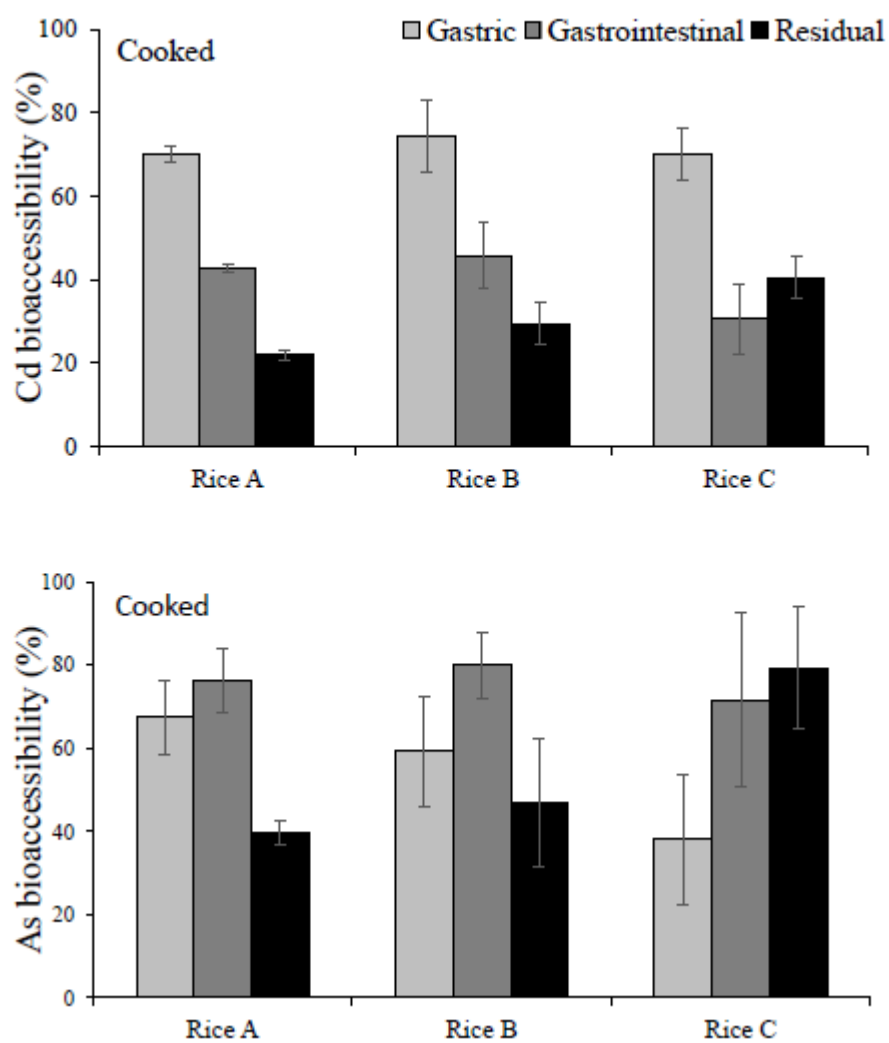 Gastric Gastrointestinal Residual
Cooked
Cd bioaccessibility (%)
100
80
60
40
20
0
Rice A Rice B Rice C
Cooked
As bioaccessibility (%)
100
80
60
40
20
0
Rice A Rice B Rice C